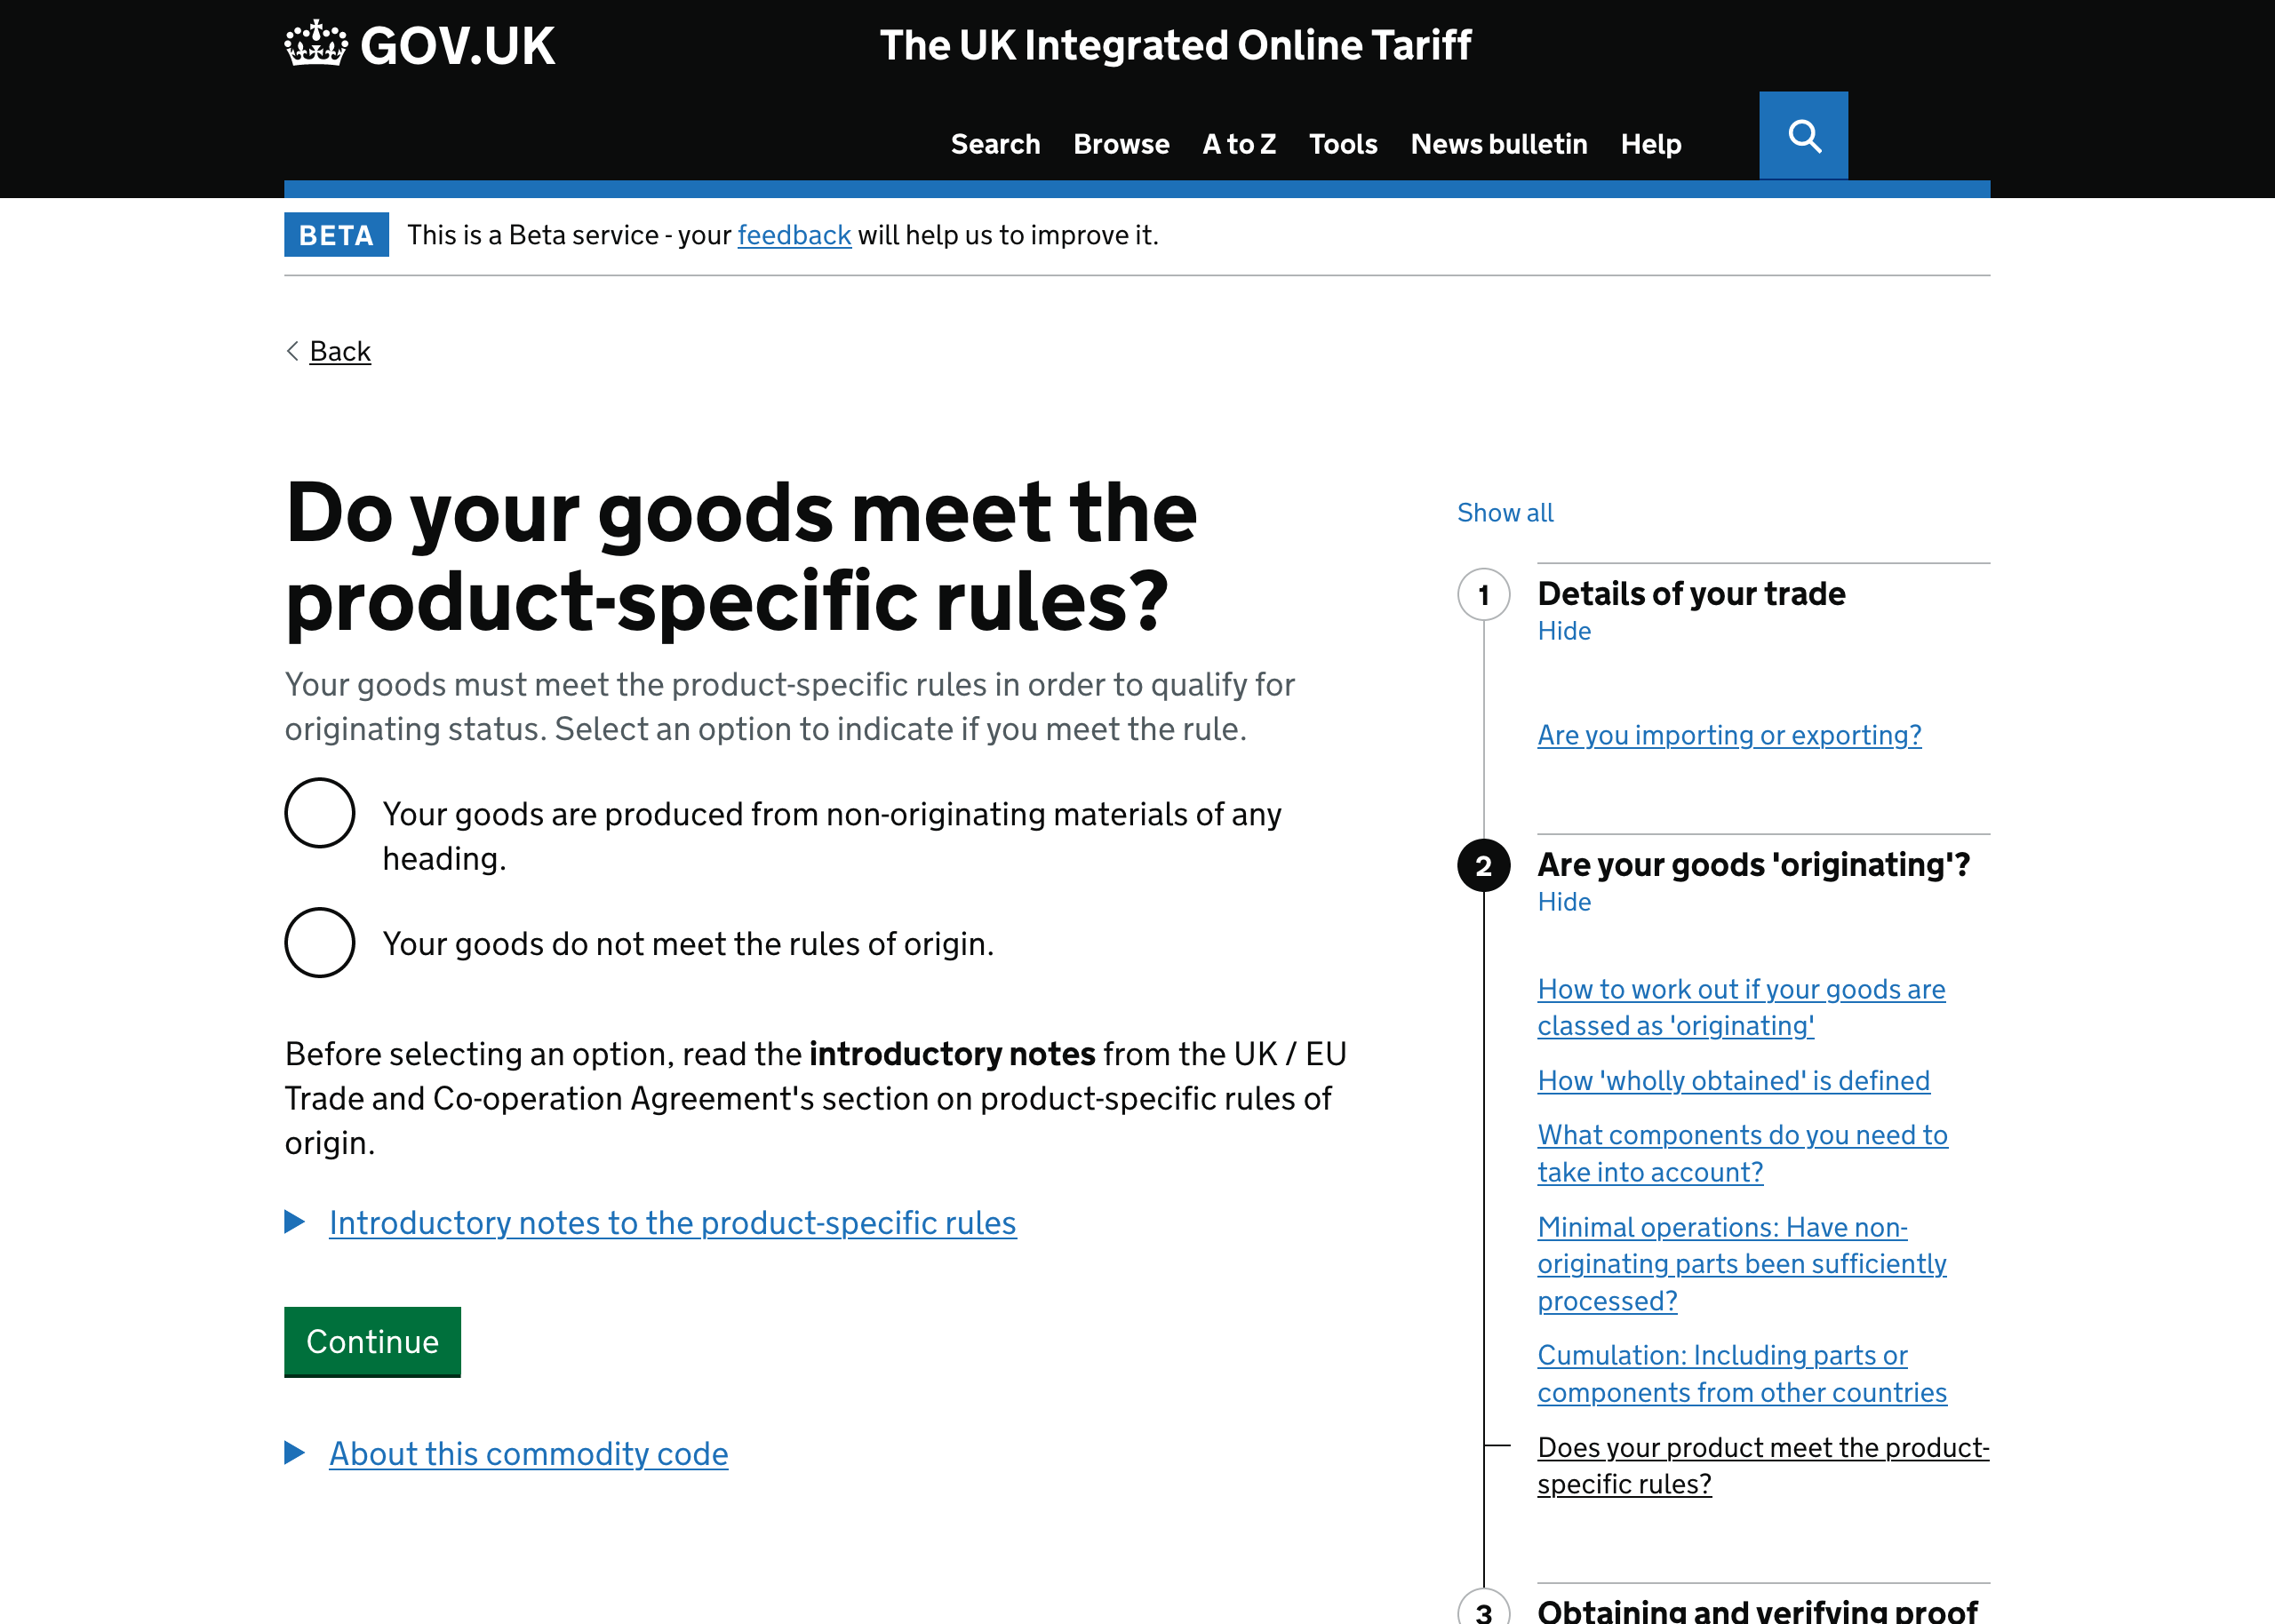 GOV.UK
The UK Integrated Online Tariff
Search Browse A to Z Tools News bulletin Help
BETA This is a Beta service - your feedback will help us to improve it.
Back
Do your goods meet the
product-specific rules?
Your goods must meet the product-specific rules in order to qualify for
originating status. Select an option to indicate if you meet the rule.
Your goods are produced from non-originating materials of any
heading.
Your goods do not meet the rules of origin.
Before selecting an option, read the introductory notes from the UK / EU
Trade and Co-operation Agreement's section on product-specific rules of
origin.
Introductory notes to the product-specific rules
Continue
About this commodity code
Show all
1 Details of your trade
Hide
Are you importing or exporting?
2 Are your goods 'originating'?
Hide
How to work out if your goods are
classed as 'originating'
How 'wholly obtained' is defined
What components do you need to
take into account?
Minimal operations: Have non-
originating parts been sufficiently
processed?
Cumulation: Including parts or
components from other countries
Does your product meet the product-
specific rules?
3 Obtaining and verifying proof